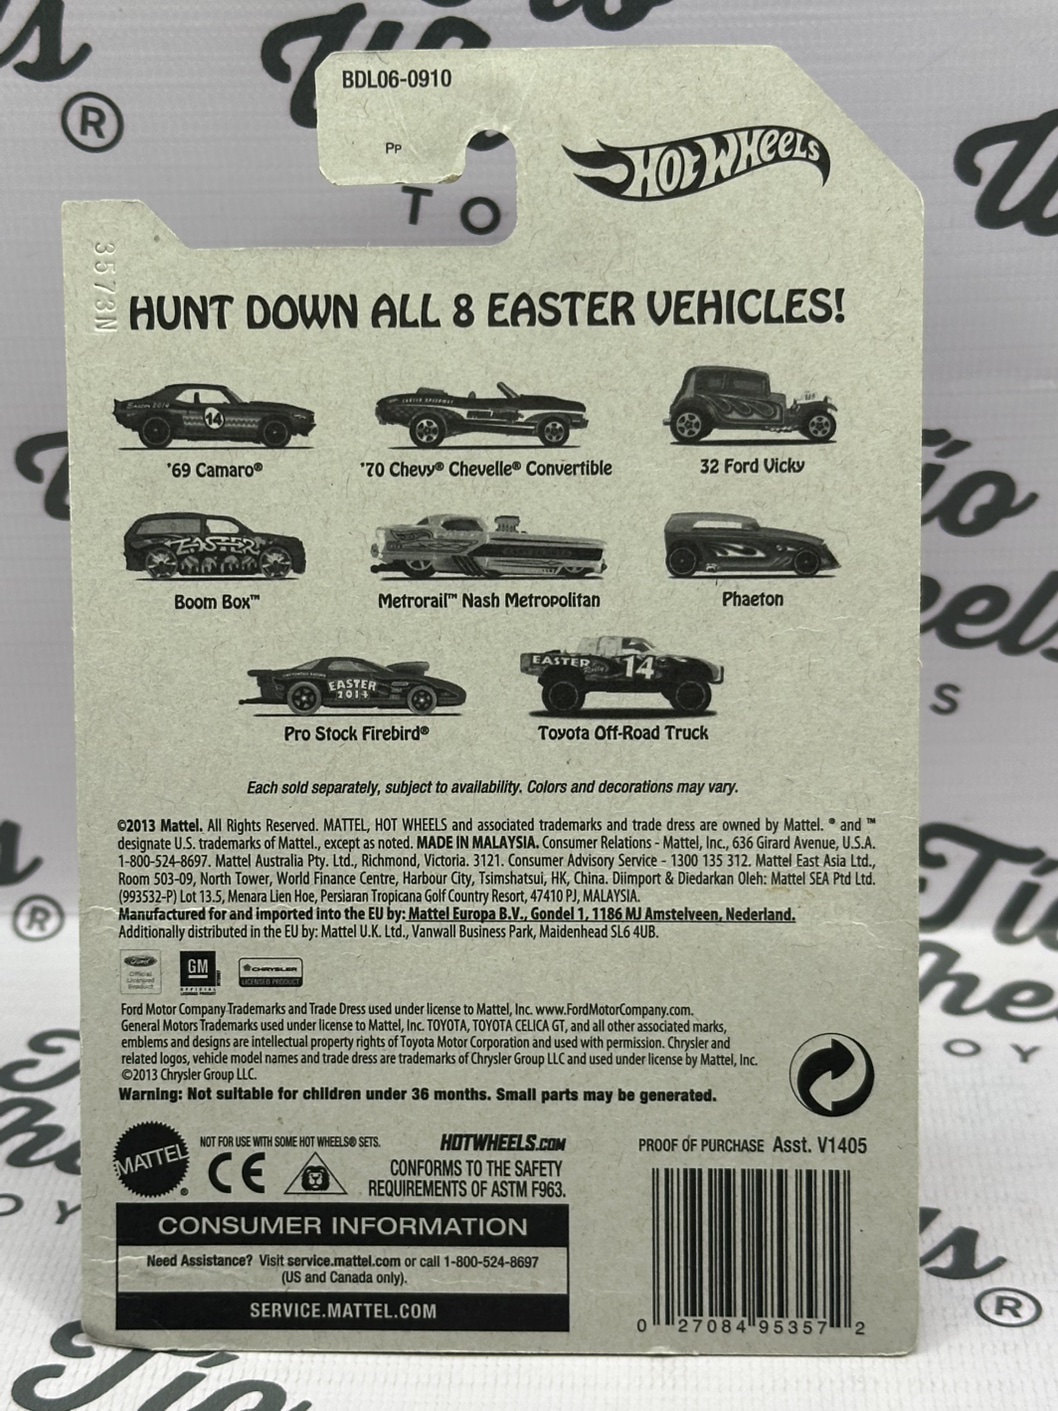 BDL06-0910
Pp
HOT WHEELS
3573N
HUNT DOWN ALL 8 EASTER VEHICLES!
Easter 2014
14
'69 Camaro®
'70 Chevy® Chevelle® Convertible
32 Ford Vicky
EASTER
Boom Box™
Metrorail™ Nash Metropolitan
Phaeton
EASTER
2014
Pro Stock Firebird®
EASTER
14
Toyota Off-Road Truck
Each sold separately, subject to availability. Colors and decorations may vary.
©2013 Mattel. All Rights Reserved. MATTEL, HOT WHEELS and associated trademarks and trade dress are owned by Mattel. ® and ™
designate U.S. trademarks of Mattel., except as noted. MADE IN MALAYSIA. Consumer Relations - Mattel, Inc., 636 Girard Avenue, U.S.A.
1-800-524-8697. Mattel Australia Pty. Ltd., Richmond, Victoria. 3121. Consumer Advisory Service - 1300 135 312. Mattel East Asia Ltd.,
Room 503-09, North Tower, World Finance Centre, Harbour City, Tsimshatsui, HK, China. Diimport & Diedarkan Oleh: Mattel SEA Ptd Ltd.
(993532-P) Lot 13.5, Menara Lien Hoe, Persiaran Tropicana Golf Country Resort, 47410 PJ, MALAYSIA.
Manufactured for and imported into the EU by: Mattel Europa B.V., Gondel 1, 1186 MJ Amstelveen, Nederland.
Additionally distributed in the EU by: Mattel U.K. Ltd., Vanwall Business Park, Maidenhead SL6 4UB.
Ford
Official
Licensed
Product
GM
OFFICIAL
CHRYSLER
LICENSED PRODUCT
Ford Motor Company Trademarks and Trade Dress used under license to Mattel, Inc. www.FordMotorCompany.com.
General Motors Trademarks used under license to Mattel, Inc. TOYOTA, TOYOTA CELICA GT, and all other associated marks,
emblems and designs are intellectual property rights of Toyota Motor Corporation and used with permission. Chrysler and
related logos, vehicle model names and trade dress are trademarks of Chrysler Group LLC and used under license by Mattel, Inc.
©2013 Chrysler Group LLC.
Warning: Not suitable for children under 36 months. Small parts may be generated.
MATTEL®
NOT FOR USE WITH SOME HOT WHEELS® SETS.
CE
HOTWHEELS.COM
CONFORMS TO THE SAFETY
REQUIREMENTS OF ASTM F963.
PROOF OF PURCHASE Asst. V1405
CONSUMER INFORMATION
Need Assistance? Visit service.mattel.com or call 1-800-524-8697
(US and Canada only).
SERVICE.MATTEL.COM
0 27084 95357 2